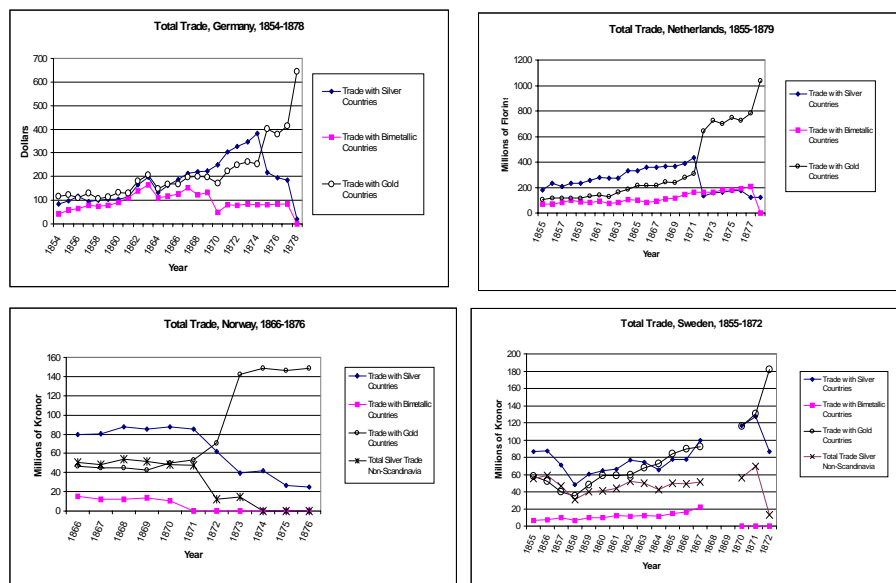 Total Trade, Germany, 1854-1878
700
600
500
400
300
200
100
0
Dollars
1854
1856
1858
1860
1862
1864
1866
1868
1870
1872
1874
1876
1878
Year
Trade with Silver
Countries
Trade with Bimetallic
Countries
Trade with Gold
Countries
Total Trade, Netherlands, 1855-1879
1200
1000
800
600
400
200
0
Millions of Florins
1855
1857
1859
1861
1863
1865
1867
1869
1871
1873
1875
1877
Year
Trade with Silver
Countries
Trade with Bimetallic
Countries
Trade with Gold
Countries
Total Trade, Norway, 1866-1876
160
140
120
100
80
60
40
20
0
Millions of Kronor
1866
1867
1868
1869
1870
1871
1872
1873
1874
1875
1876
Year
Trade with Silver
Countries
Trade with Bimetallic
Countries
Trade with Gold
Countries
Total Silver Trade
Non-Scandinavia
Total Trade, Sweden, 1855-1872
200
180
160
140
120
100
80
60
40
20
0
Millions of Kronor
1855
1856
1857
1858
1859
1860
1861
1862
1863
1864
1865
1866
1867
1868
1869
1870
1871
1872
Year
Trade with Silver
Countries
Trade with Bimetallic
Countries
Trade with Gold
Countries
Total Trade Silver
Non-Scandinavia